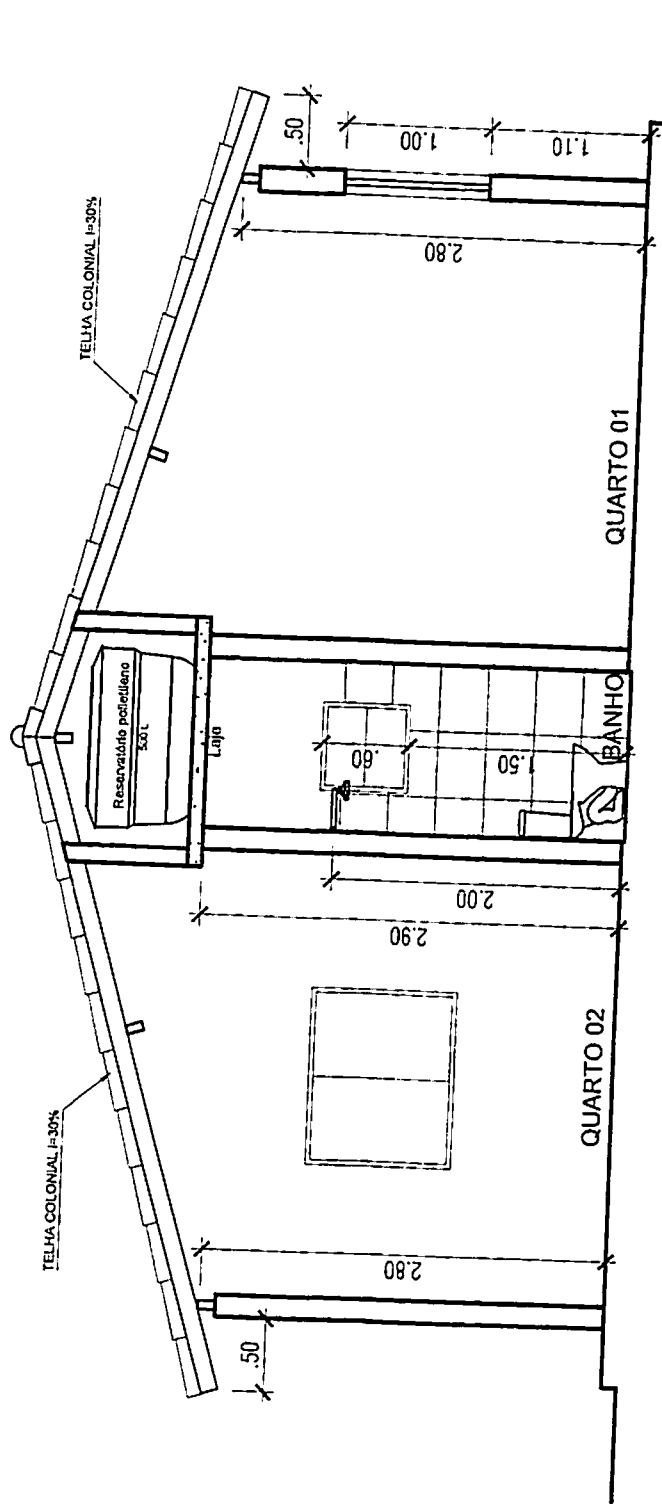 TELHA COLONIAL I=30%
TELHA COLONIAL I=30%
Reservatório polietileno
500 L
Laje
.50
2.80
2.90
2.00
.60
1.50
2.80
.50
1.00
1.10
QUARTO 02
BANHO
QUARTO 01